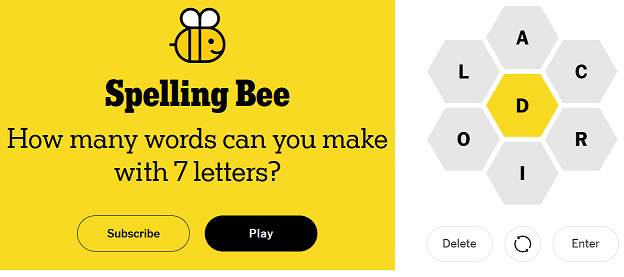 Spelling Bee
How many words can you make
with 7 letters?
Subscribe
Play
A
L
C
D
O
R
I
Delete
Enter